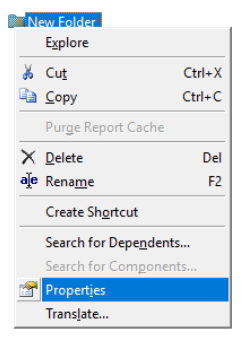 New Folder
Explore
Cut Ctrl+X
Copy Ctrl+C
Purge Report Cache
Delete Del
Rename F2
Create Shortcut
Search for Dependents...
Search for Components...
Properties
Translate...